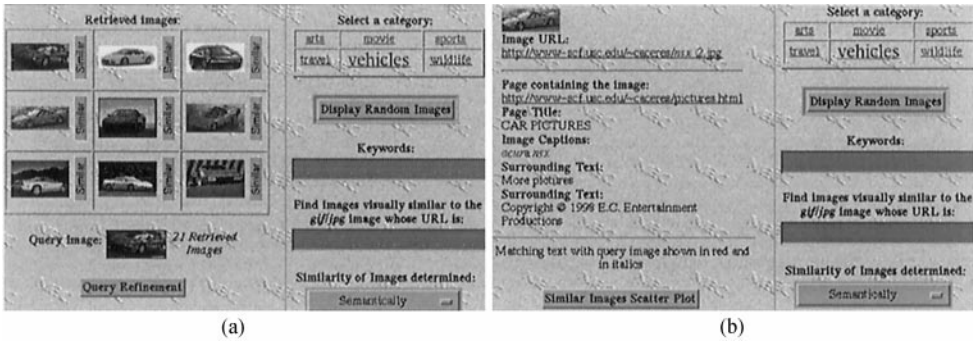 Retrieved images:
Similar Similar Similar
Similar Similar Similar
Similar Similar Similar
Query Image:
21 Retrieved
Images
Query Refinement
Select a category:
arts movie sports
travel vehicles wildlife
Display Random Images
Keywords:
Find images visually similar to the
gif/jpg image whose URL is:
Similarity of Images determined:
Semantically
(a)
Image URL:
http://www-scf.usc.edu/~caceres/nsx_2.jpg
Page containing the image:
http://www-scf.usc.edu/~caceres/pictures.html
Page Title:
CAR PICTURES
Image Captions:
acura nsx
Surrounding Text:
More pictures
Surrounding Text:
Copyright © 1998 E.C. Entertainment
Productions
Matching text with query image shown in red and
in italics
Similar Images Scatter Plot
Select a category:
arts movie sports
travel vehicles wildlife
Display Random Images
Keywords:
Find images visually similar to the
gif/jpg image whose URL is:
Similarity of Images determined:
Semantically
(b)